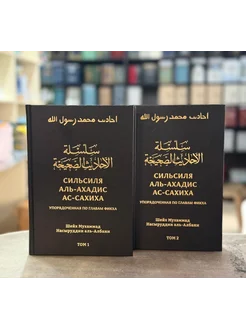 احاديث محمد رسول الله
سلسلة
الأحاديث الصحيحة
СИЛЬСИЛЯ
АЛЬ-АХАДИС
АС-САХИХА
УПОРЯДОЧЕННАЯ ПО ГЛАВАМ ФИКХА
Шейх Мухаммад
Насируддин аль-Албани
ТОМ 1
احاديث محمد رسول الله
سلسلة
الأحاديث الصحيحة
СИЛЬСИЛЯ
АЛЬ-АХАДИС
АС-САХИХА
УПОРЯДОЧЕННАЯ ПО ГЛАВАМ ФИКХА
Шейх Мухаммад
Насируддин аль-Албани
ТОМ 2